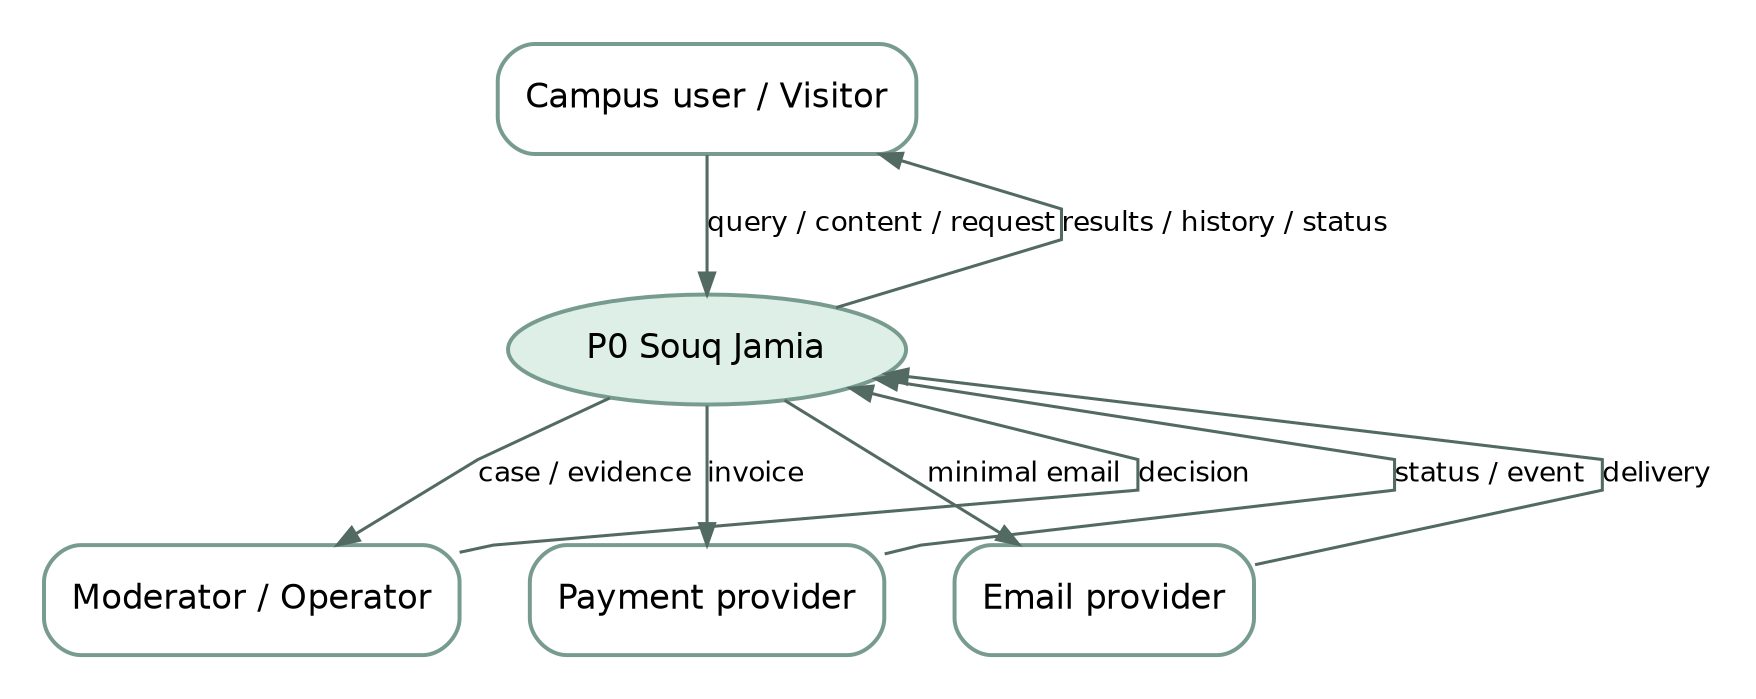 Campus user / Visitor
query / content / request
results / history / status
P0 Souq Jamia
case / evidence
invoice
minimal email
decision
status / event
delivery
Moderator / Operator
Payment provider
Email provider